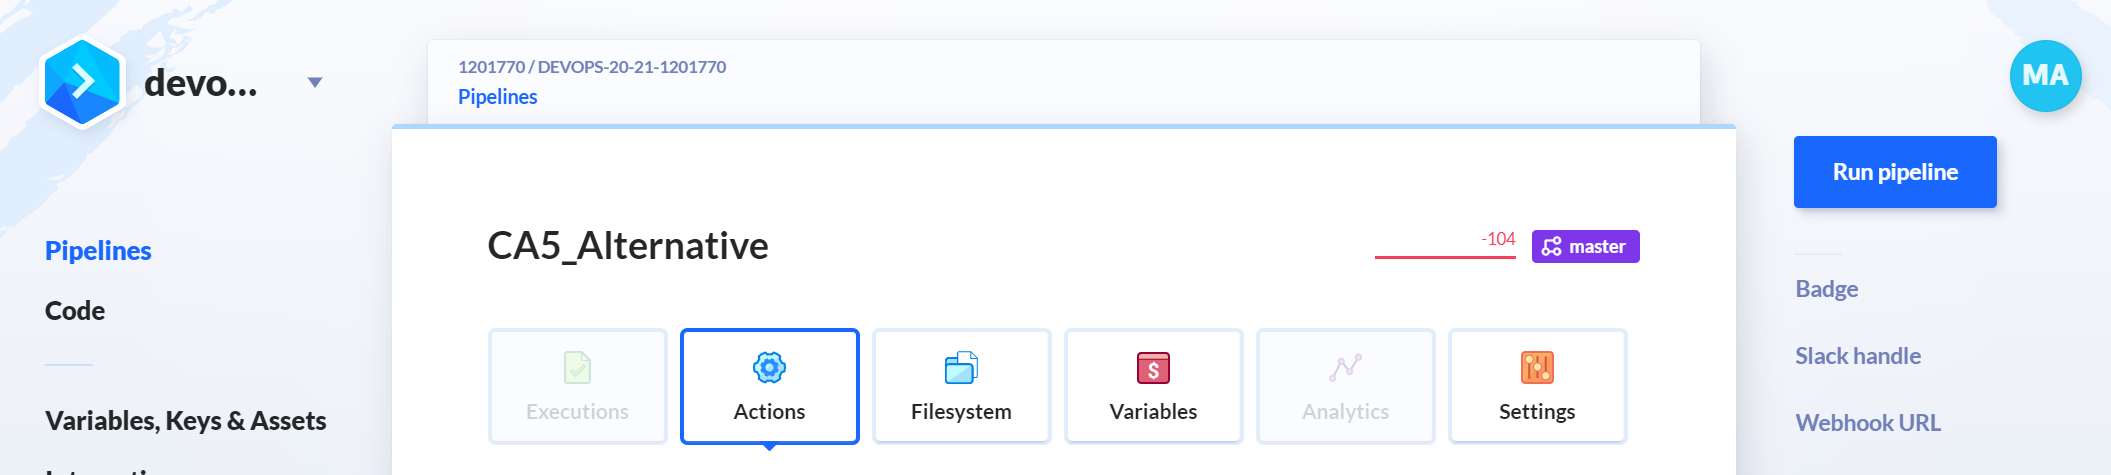 devo...
1201770 / DEVOPS-20-21-1201770
Pipelines
MA
Run pipeline
CA5_Alternative
-104
master
Pipelines
Code
Variables, Keys & Assets
Executions
Actions
Filesystem
$
Variables
Analytics
Settings
Badge
Slack handle
Webhook URL